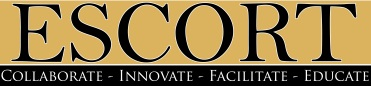 ESCORT
COLLABORATE - INNOVATE - FACILITATE - EDUCATE